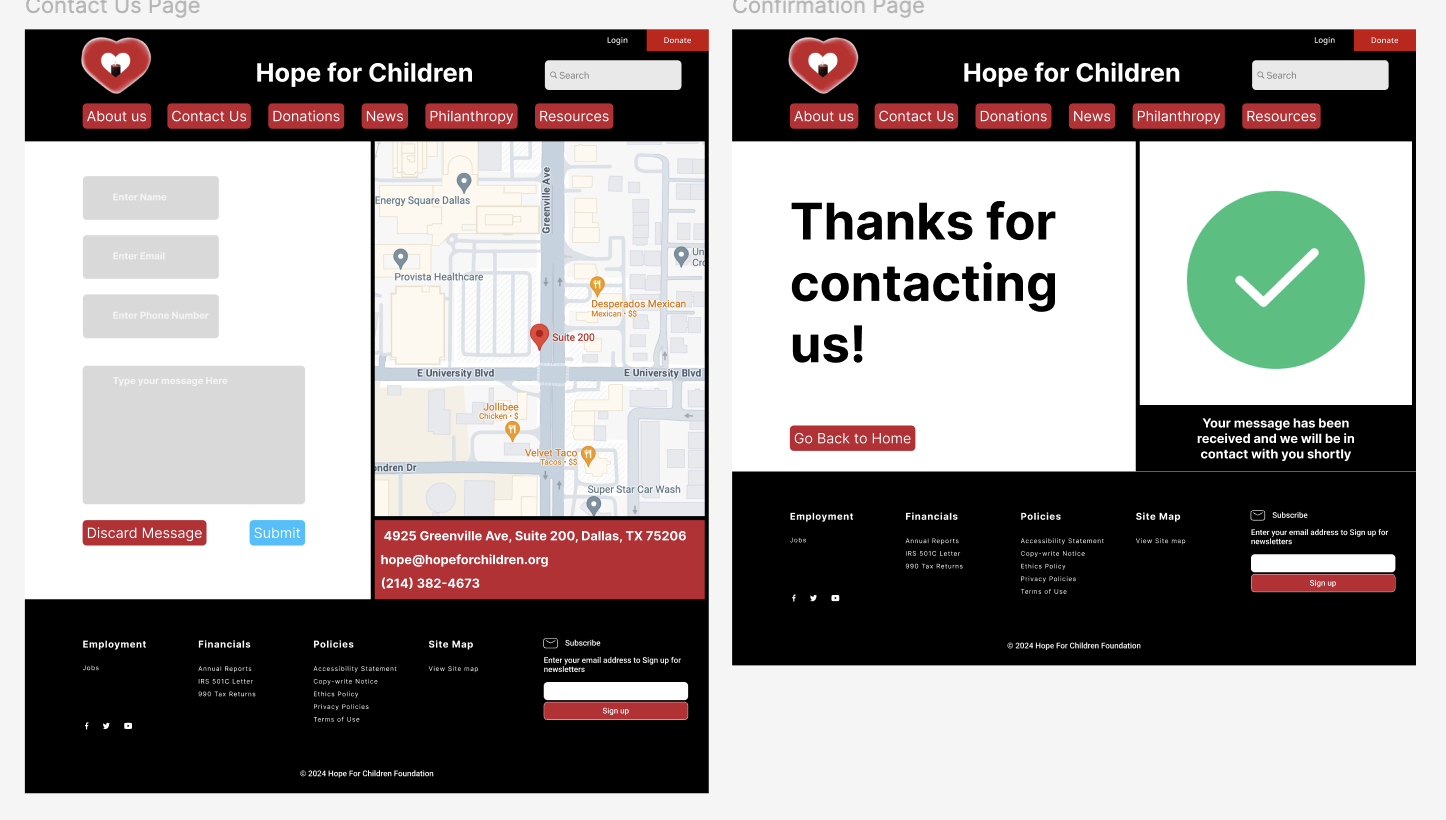 Contact Us Page
Login
Donate
Hope for Children
Search
About us
Contact Us
Donations
News
Philanthropy
Resources
Enter Name
Enter Email
Enter Phone Number
Type your message Here
Discard Message
Submit
Greenville Ave
Energy Square Dallas
Un
Cro
Provista Healthcare
Desperados Mexican
Mexican • $$
Suite 200
E University Blvd
E University Blvd
Jollibee
Chicken • $
Velvet Taco
Tacos • $$
ondren Dr
Super Star Car Wash
4925 Greenville Ave, Suite 200, Dallas, TX 75206
hope@hopeforchildren.org
(214) 382-4673
Employment
Jobs
Financials
Annual Reports
IRS 501C Letter
990 Tax Returns
Policies
Accessibility Statement
Copy-write Notice
Ethics Policy
Privacy Policies
Terms of Use
Site Map
View Site map
Subscribe
Enter your email address to Sign up for
newsletters
Sign up
© 2024 Hope For Children Foundation
Confirmation Page
Login
Donate
Hope for Children
Search
About us
Contact Us
Donations
News
Philanthropy
Resources
Thanks for
contacting
us!
Go Back to Home
Your message has been
received and we will be in
contact with you shortly
Employment
Jobs
Financials
Annual Reports
IRS 501C Letter
990 Tax Returns
Policies
Accessibility Statement
Copy-write Notice
Ethics Policy
Privacy Policies
Terms of Use
Site Map
View Site map
Subscribe
Enter your email address to Sign up for
newsletters
Sign up
© 2024 Hope For Children Foundation